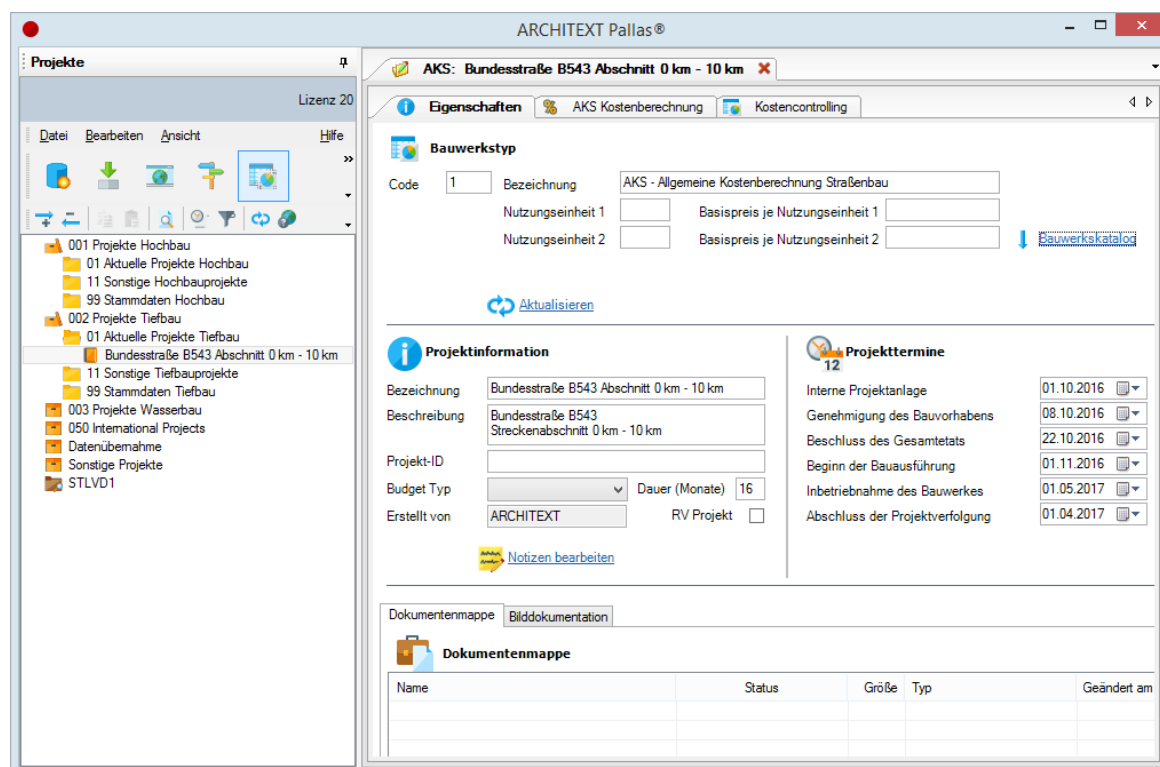 ARCHITEXT Pallas®
Projekte
Lizenz 20
Datei Bearbeiten Ansicht Hilfe
001 Projekte Hochbau
01 Aktuelle Projekte Hochbau
11 Sonstige Hochbauprojekte
99 Stammdaten Hochbau
002 Projekte Tiefbau
01 Aktuelle Projekte Tiefbau
Bundesstraße B543 Abschnitt 0 km - 10 km
11 Sonstige Tiefbauprojekte
99 Stammdaten Tiefbau
003 Projekte Wasserbau
050 International Projects
Datenübernahme
Sonstige Projekte
STLVD1
AKS: Bundesstraße B543 Abschnitt 0 km - 10 km
Eigenschaften % AKS Kostenberechnung Kostencontrolling
Bauwerkstyp
Code 1 Bezeichnung AKS - Allgemeine Kostenberechnung Straßenbau
Nutzungseinheit 1 Basispreis je Nutzungseinheit 1
Nutzungseinheit 2 Basispreis je Nutzungseinheit 2 Bauwerkskatalog
Aktualisieren
Projektinformation
Bezeichnung Bundesstraße B543 Abschnitt 0 km - 10 km
Beschreibung Bundesstraße B543
Streckenabschnitt 0 km - 10 km
Projekt-ID
Budget Typ Dauer (Monate) 16
Erstellt von ARCHITEXT RV Projekt
Notizen bearbeiten
12 Projekttermine
Interne Projektanlage 01.10.2016
Genehmigung des Bauvorhabens 08.10.2016
Beschluss des Gesamtetats 22.10.2016
Beginn der Bauausführung 01.11.2016
Inbetriebnahme des Bauwerkes 01.05.2017
Abschluss der Projektverfolgung 01.04.2017
Dokumentenmappe Bilddokumentation
Dokumentenmappe
Name Status Größe Typ Geändert am